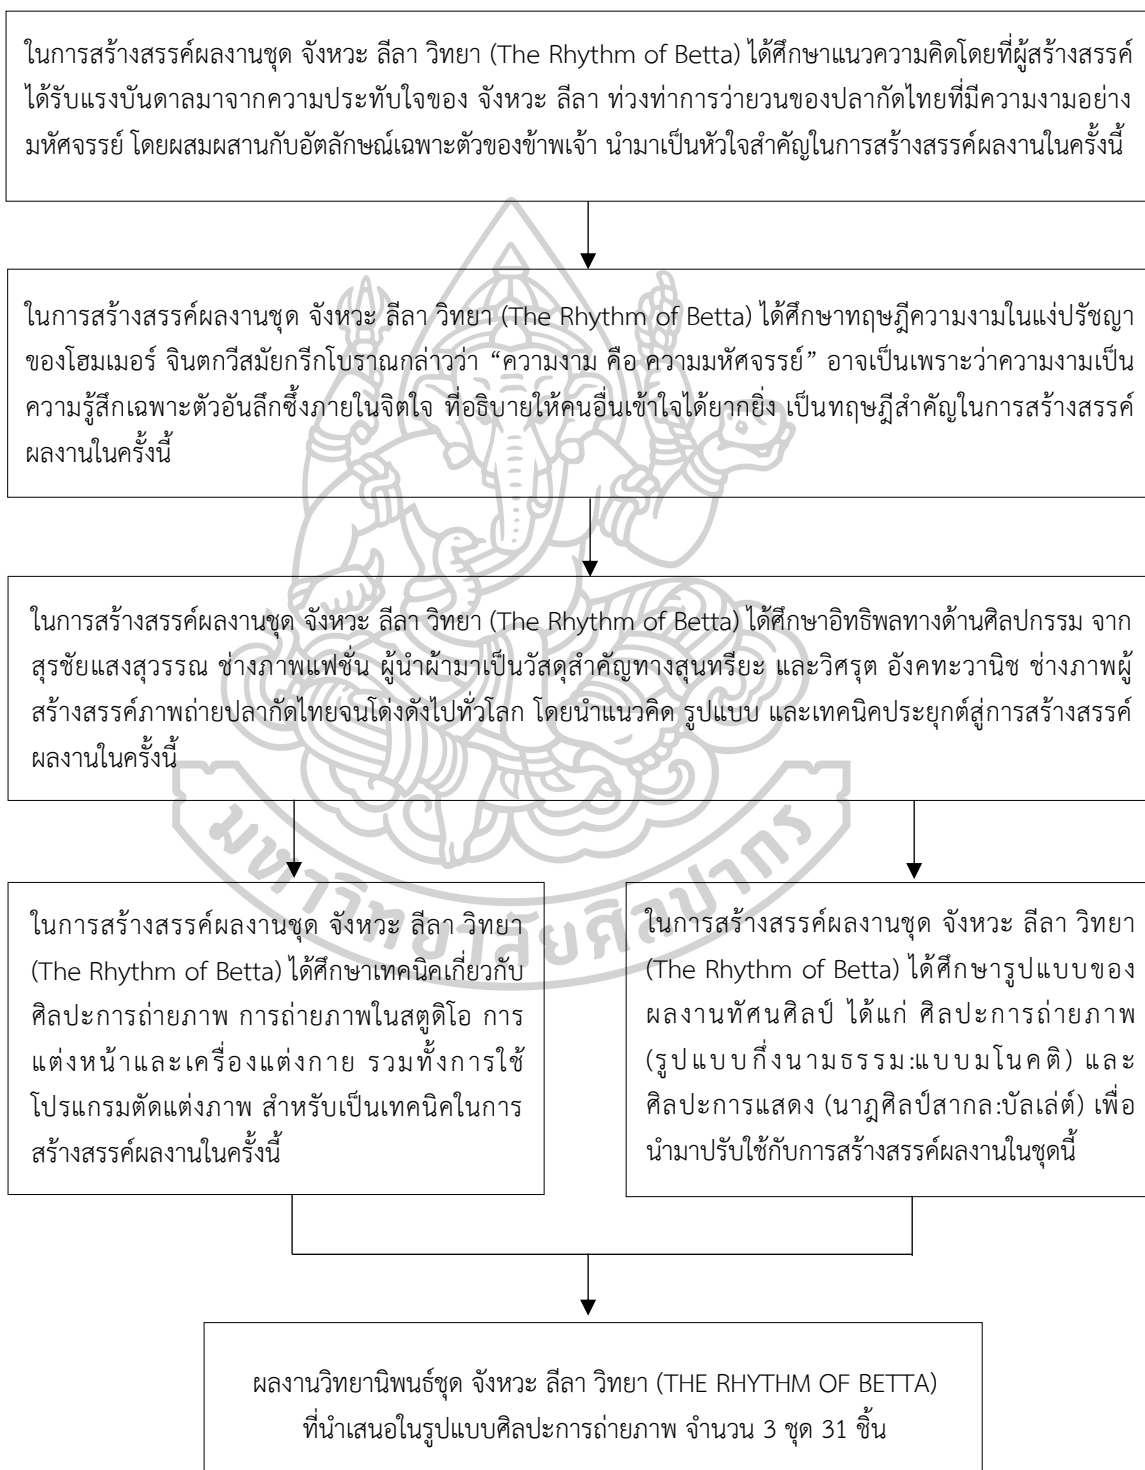 ในการสร้างสรรค์ผลงานชุด จังหวะ ลีลา วิทยา (The Rhythm of Betta) ได้ศึกษาแนวความคิดโดยที่ผู้สร้างสรรค์
ได้รับแรงบันดาลมาจากความประทับใจของ จังหวะ ลีลา ท่วงท่าการว่ายวนของปลากัดไทยที่มีความงามอย่าง
มหัศจรรย์ โดยผสมผสานกับอัตลักษณ์เฉพาะตัวของข้าพเจ้า นำมาเป็นหัวใจสำคัญในการสร้างสรรค์ผลงานในครั้งนี้
ในการสร้างสรรค์ผลงานชุด จังหวะ ลีลา วิทยา (The Rhythm of Betta) ได้ศึกษาทฤษฎีความงามในแง่ปรัชญา
ของโฮมเมอร์ จินตกวีสมัยกรีกโบราณกล่าวว่า “ความงาม คือ ความมหัศจรรย์” อาจเป็นเพราะว่าความงามเป็น
ความรู้สึกเฉพาะตัวอันลึกซึ้งภายในจิตใจ ที่อธิบายให้คนอื่นเข้าใจได้ยากยิ่ง เป็นทฤษฎีสำคัญในการสร้างสรรค์
ผลงานในครั้งนี้
ในการสร้างสรรค์ผลงานชุด จังหวะ ลีลา วิทยา (The Rhythm of Betta) ได้ศึกษาอิทธิพลทางด้านศิลปกรรม จาก
สุรชัยแสงสุวรรณ ช่างภาพแฟชั่น ผู้นำผ้ามาเป็นวัสดุสำคัญทางสุนทรียะ และวิศรุต อังคทะวานิช ช่างภาพผู้
สร้างสรรค์ภาพถ่ายปลากัดไทยจนโด่งดังไปทั่วโลก โดยนำแนวคิด รูปแบบ และเทคนิคประยุกต์สู่การสร้างสรรค์
ผลงานในครั้งนี้
มหาวิทยาลัยศิลปากร
ในการสร้างสรรค์ผลงานชุด จังหวะ ลีลา วิทยา
(The Rhythm of Betta) ได้ศึกษาเทคนิคเกี่ยวกับ
ศิลปะการถ่ายภาพ การถ่ายภาพในสตูดิโอ การ
แต่งหน้าและเครื่องแต่งกาย รวมทั้งการใช้
โปรแกรมตัดแต่งภาพ สำหรับเป็นเทคนิคในการ
สร้างสรรค์ผลงานในครั้งนี้
ในการสร้างสรรค์ผลงานชุด จังหวะ ลีลา วิทยา
(The Rhythm of Betta) ได้ศึกษารูปแบบของ
ผลงานทัศนศิลป์ ได้แก่ ศิลปะการถ่ายภาพ
(รูปแบบกึ่งนามธรรม:แบบมโนคติ) และ
ศิลปะการแสดง (นาฏศิลป์สากล:บัลเล่ต์) เพื่อ
นำมาปรับใช้กับการสร้างสรรค์ผลงานในชุดนี้
ผลงานวิทยานิพนธ์ชุด จังหวะ ลีลา วิทยา (THE RHYTHM OF BETTA)
ที่นำเสนอในรูปแบบศิลปะการถ่ายภาพ จำนวน 3 ชุด 31 ชิ้น